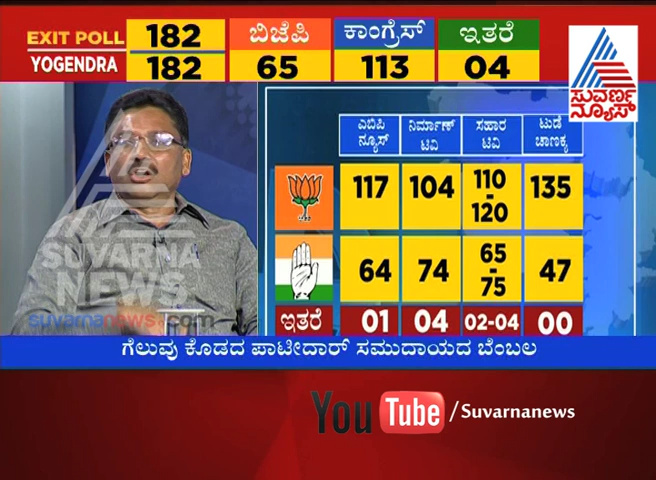 EXIT POLL 182 ಬಿಜೆಪಿ ಕಾಂಗ್ರೆಸ್ ಇತರೆ
YOGENDRA 182 65 113 04
ಸುವರ್ಣ
ನ್ಯೂಸ್
ಎಬಿಪಿ ನ್ಯೂಸ್ ನಿರ್ಮಾಣ್ ಟಿವಿ ಸಹಾರ ಟಿವಿ ಟುಡೆ ಚಾಣಕ್ಯ
117 104 110 - 120 135
64 74 65 - 75 47
ಇತರೆ 01 04 02-04 00
SUVARNA
NEWS
suvarnanews.com
ಗೆಲುವು ಕೊಡದ ಪಾಟೀದಾರ್ ಸಮುದಾಯದ ಬೆಂಬಲ
YouTube /Suvarnanews